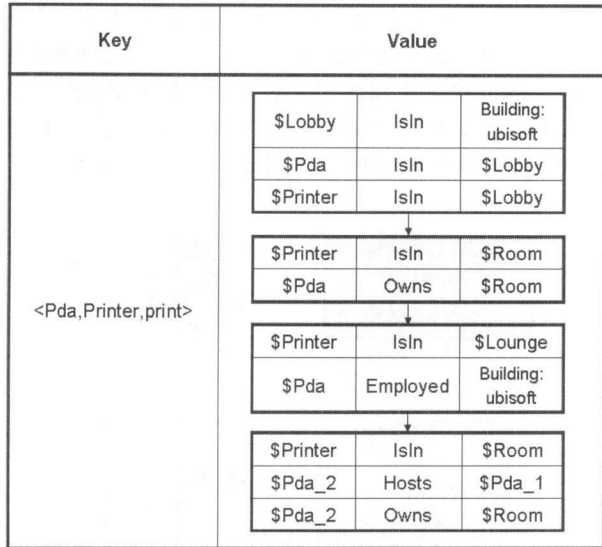 Key Value
$Lobby IsIn Building: ubisoft
$Pda IsIn $Lobby
$Printer IsIn $Lobby
$Printer IsIn $Room
$Pda Owns $Room
<Pda,Printer,print>
$Printer IsIn $Lounge
$Pda Employed Building: ubisoft
$Printer IsIn $Room
$Pda_2 Hosts $Pda_1
$Pda_2 Owns $Room